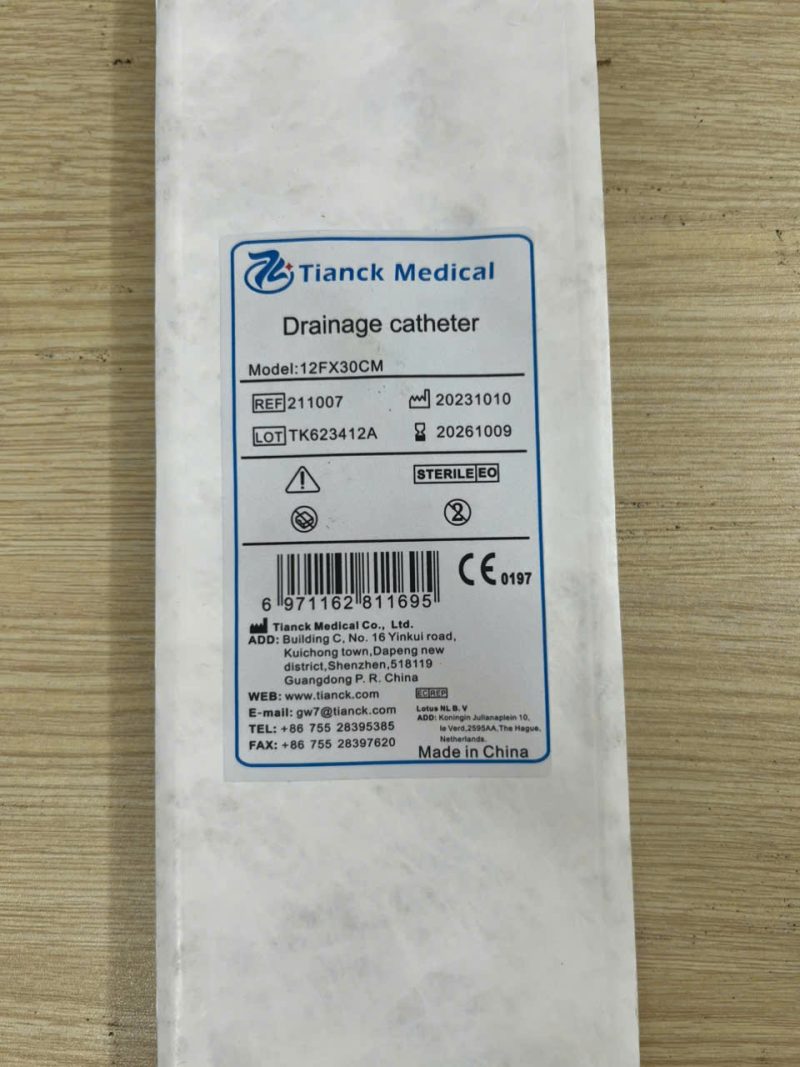 Tianck Medical
Drainage catheter
Model:12FX30CM
REF 211007 20231010
LOT TK623412A 20261009
STERILE EO
2
CE 0197
6 971162 811695
Tianck Medical Co., Ltd.
ADD: Building C, No. 16 Yinkui road,
Kuichong town,Dapeng new
district,Shenzhen,518119
Guangdong P. R. China
WEB: www.tianck.com
E-mail: gw7@tianck.com
TEL: +86 755 28395385
FAX: +86 755 28397620
EC REP
Lotus NL B. V
ADD: Koningin Julianaplein 10,
le Verd,2595AA,The Hague,
Netherlands.
Made in China